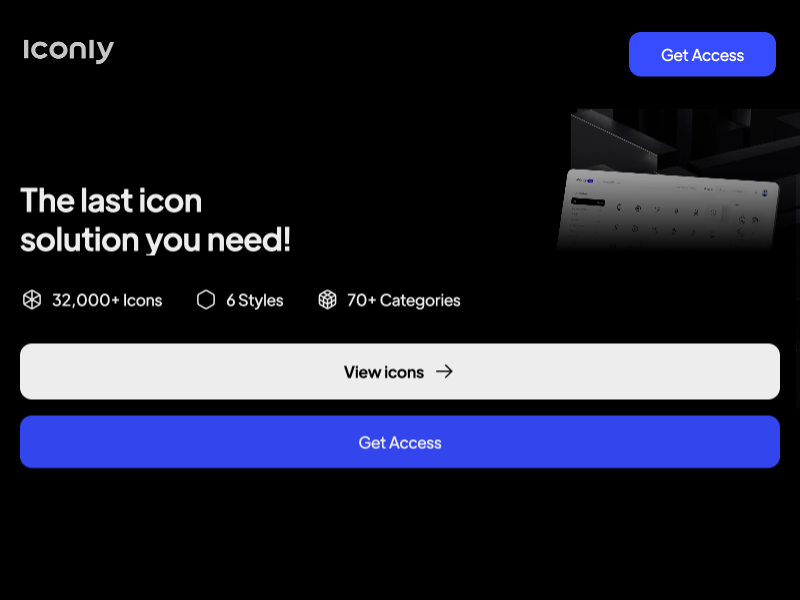 Iconly
Get Access
The last icon
solution you need!
32,000+ Icons
6 Styles
70+ Categories
View icons
Get Access